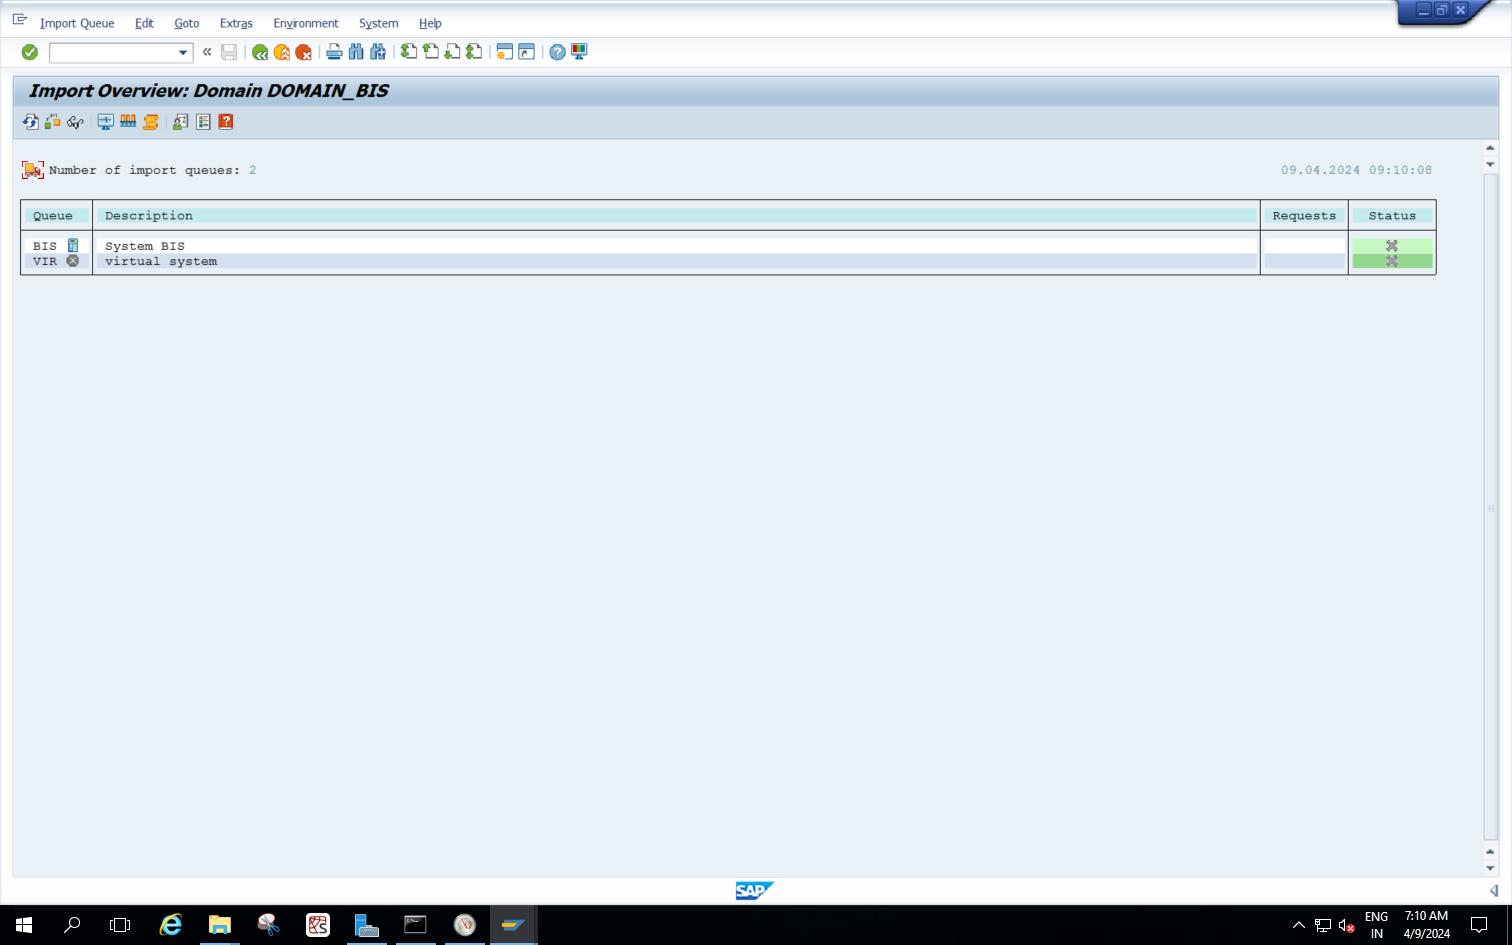 Import Queue Edit Goto Extras Environment System Help
Import Overview: Domain DOMAIN_BIS
Number of import queues: 2 09.04.2024 09:10:08
Queue Description Requests Status
BIS System BIS
VIR virtual system
SAP
ENG 7:10 AM
IN 4/9/2024